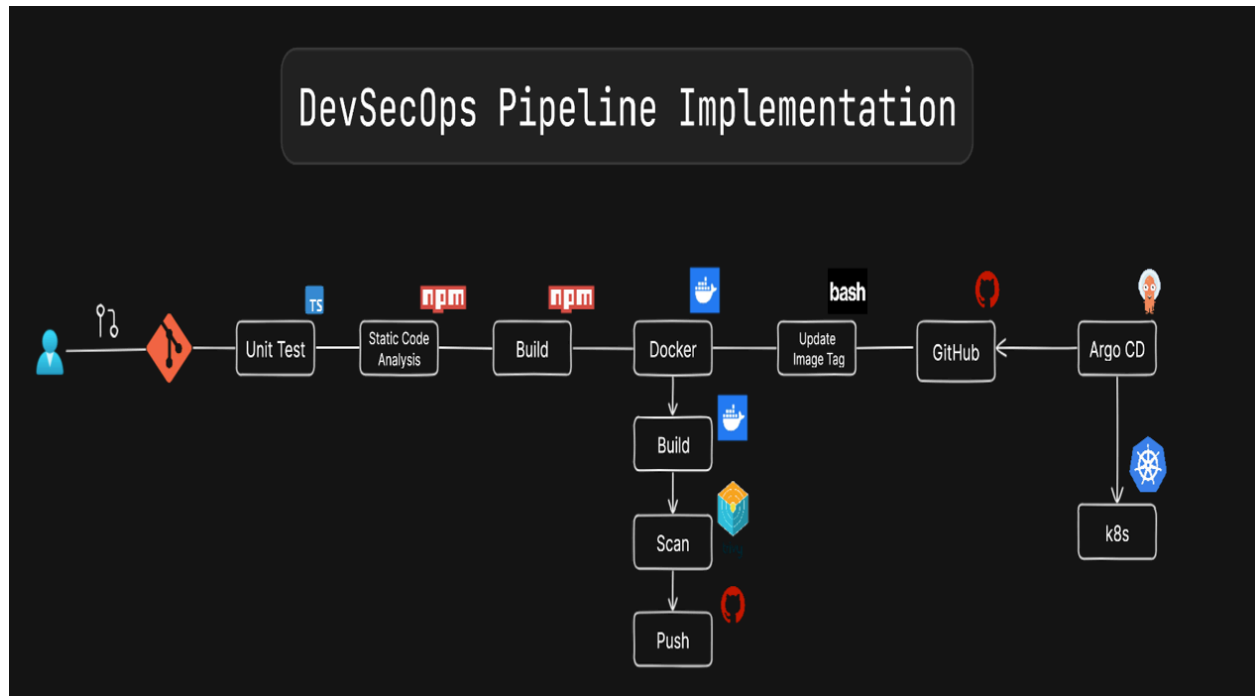 DevSecOps Pipeline Implementation
TS
npm
npm
bash
Unit Test
Static Code
Analysis
Build
Docker
Update
Image Tag
GitHub
Argo CD
Build
Scan
k8s
Push